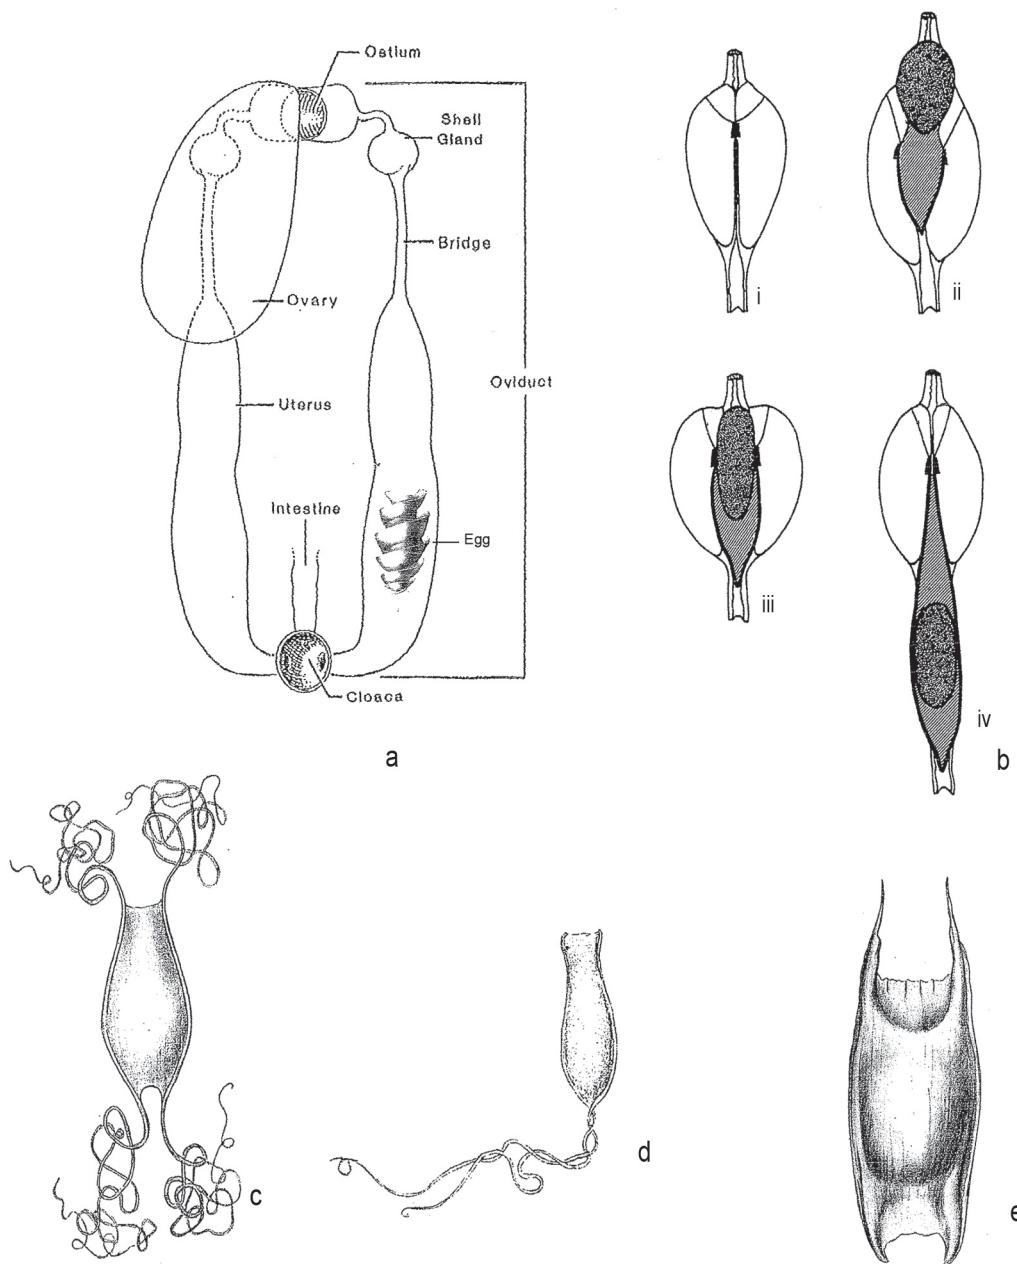 Ostium
Shell
Gland
Bridge
Ovary
Oviduct
Uterus
Intestine
Egg
Cloaca
a
i
ii
iii
iv
b
c
d
e